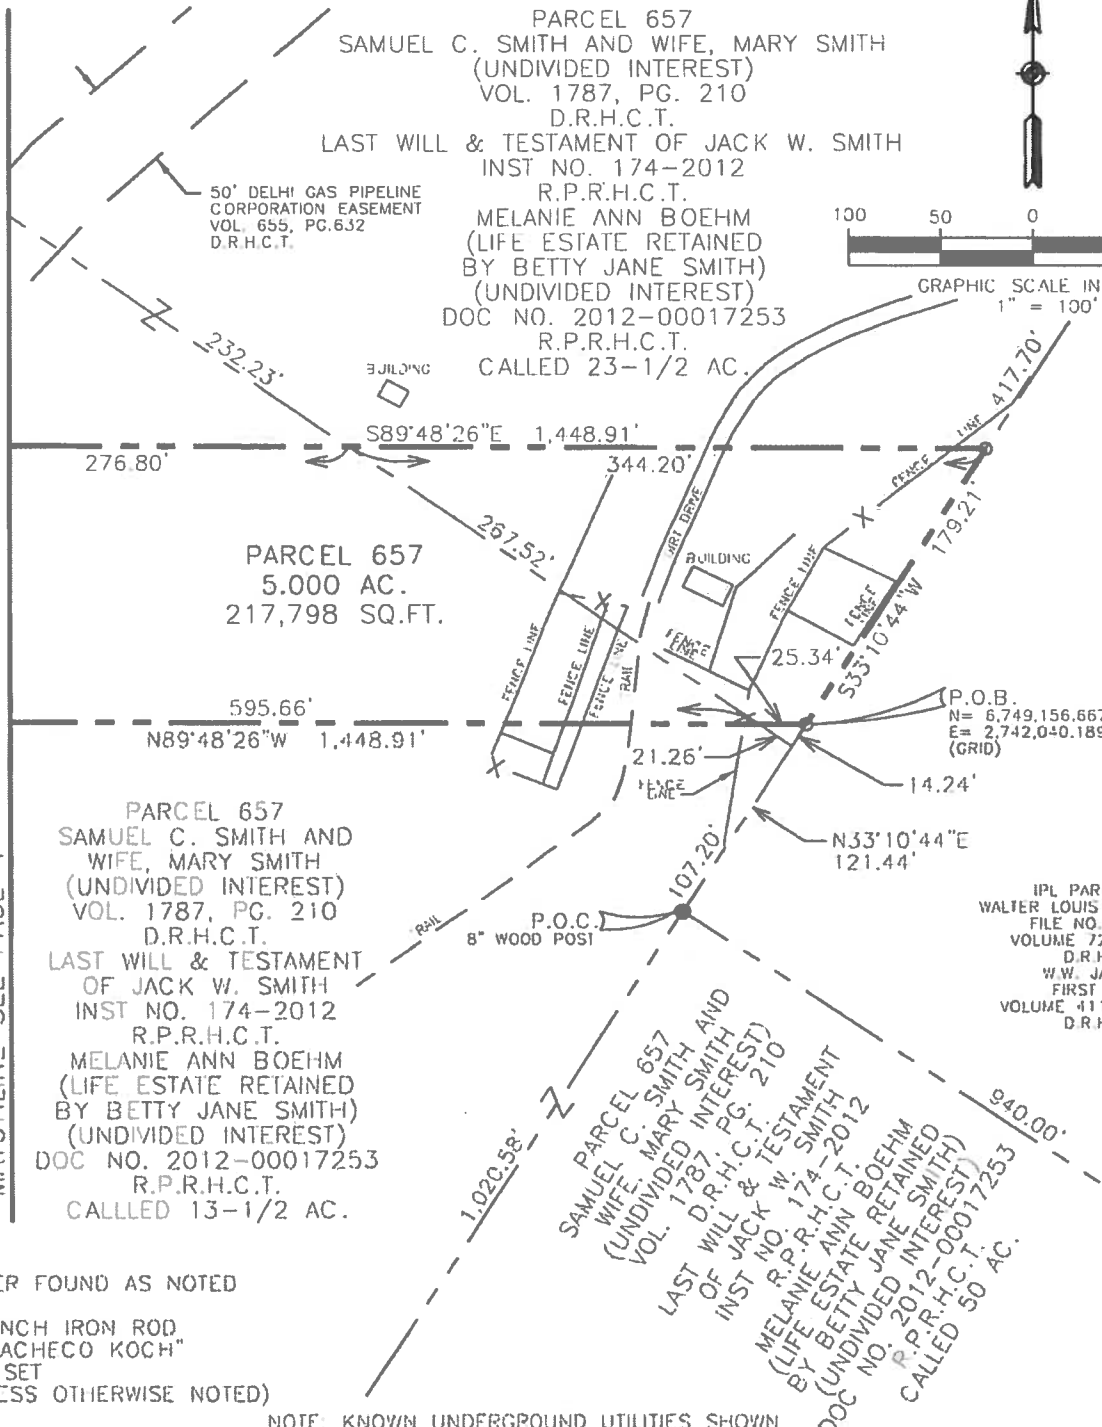 PARCEL 657
SAMUEL C. SMITH AND WIFE, MARY SMITH
(UNDIVIDED INTEREST)
VOL. 1787, PG. 210
D.R.H.C.T.
LAST WILL & TESTAMENT OF JACK W. SMITH
INST NO. 174-2012
R.P.R.H.C.T.
MELANIE ANN BOEHM
(LIFE ESTATE RETAINED
BY BETTY JANE SMITH)
(UNDIVIDED INTEREST)
DOC NO. 2012-00017253
R.P.R.H.C.T.
CALLED 23-1/2 AC.
50' DELHI GAS PIPELINE
CORPORATION EASEMENT
VOL. 655, PG.632
D.R.H.C.T.
100 50 0
GRAPHIC SCALE IN
1" = 100'
232.23'
BUILDING
417.70'
FENCE LINE
S89°48'26"E 1,448.91'
276.80'
344.20'
267.52'
DIRT DRIVE
BUILDING
179.21'
PARCEL 657
5.000 AC.
217,798 SQ.FT.
FENCE LINE
FENCE LINE
FENCE LINE
TRAIL
FENCE
LINE
FENCE LINE
FENCE
LINE
S33°10'44"W
25.34'
595.66'
N89°48'26"W 1,448.91'
P.O.B.
N= 6,749,156.667
E= 2,742,040.189
(GRID)
21.26'
FENCE
LINE
14.24'
N33°10'44"E
121.44'
107.20'
P.O.C.
8" WOOD POST
PARCEL 657
SAMUEL C. SMITH AND
WIFE, MARY SMITH
(UNDIVIDED INTEREST)
VOL. 1787, PG. 210
D.R.H.C.T.
LAST WILL & TESTAMENT
OF JACK W. SMITH
INST NO. 174-2012
R.P.R.H.C.T.
MELANIE ANN BOEHM
(LIFE ESTATE RETAINED
BY BETTY JANE SMITH)
(UNDIVIDED INTEREST)
DOC NO. 2012-00017253
R.P.R.H.C.T.
CALLLED 13-1/2 AC.
IPL PAR
WALTER LOUIS
FILE NO.
VOLUME 72
D.R.H
W.W. JA
FIRST
VOLUME 411
D.R.H
940.00'
1,020.58'
PARCEL 657
SAMUEL C. SMITH AND
WIFE, MARY SMITH
(UNDIVIDED INTEREST)
VOL. 1787, PG. 210
D.R.H.C.T.
LAST WILL & TESTAMENT
OF JACK W. SMITH
INST NO. 174-2012
R.P.R.H.C.T.
MELANIE ANN BOEHM
(LIFE ESTATE RETAINED
BY BETTY JANE SMITH)
(UNDIVIDED INTEREST)
DOC NO. 2012-00017253
R.P.R.H.C.T.
CALLED 50 AC.
ER FOUND AS NOTED
NCH IRON ROD
ACHECO KOCH"
SET
ESS OTHERWISE NOTED)
NOTE: KNOWN UNDERGROUND UTILITIES SHOWN